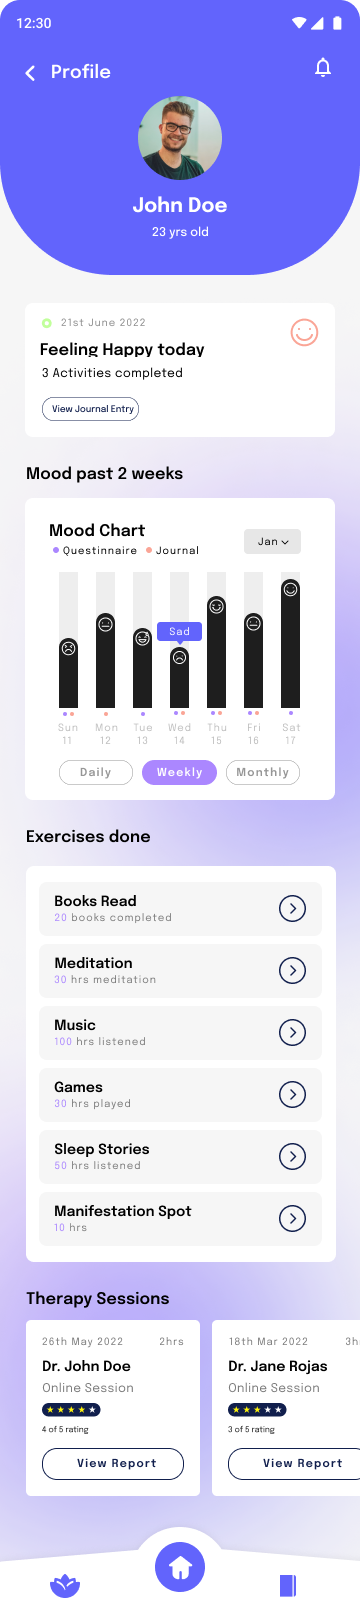 12:30
Profile
John Doe
23 yrs old
21st June 2022
Feeling Happy today
3 Activities completed
View Journal Entry
Mood past 2 weeks
Mood Chart
Questinnaire Journal
Jan
Sad
Sun Mon Tue Wed Thu Fri Sat
11 12 13 14 15 16 17
Daily Weekly Monthly
Exercises done
Books Read
20 books completed
Meditation
30 hrs meditation
Music
100 hrs listened
Games
30 hrs played
Sleep Stories
50 hrs listened
Manifestation Spot
10 hrs
Therapy Sessions
26th May 2022 2hrs
Dr. John Doe
Online Session
4 of 5 rating
View Report
18th Mar 2022 3h
Dr. Jane Rojas
Online Session
3 of 5 rating
View Report